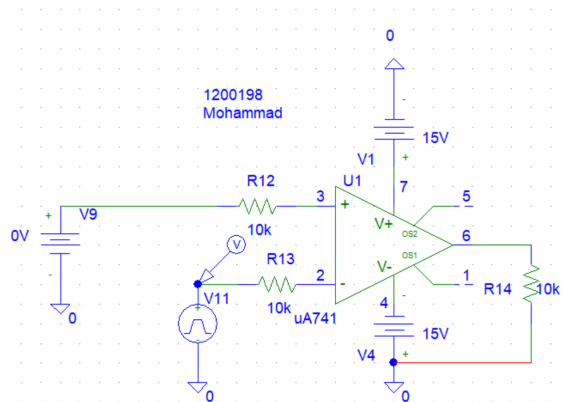 0
1200198
Mohammad
-
15V
V1
+
R12
U1
7
5
3
+
V+
OS2
+
V9
10k
6
0V
V
R13
OS1
2
-
V-
1
-
V11
4
-
R14
10k
+
10k
uA741
15V
0
-
V4
+
0
0